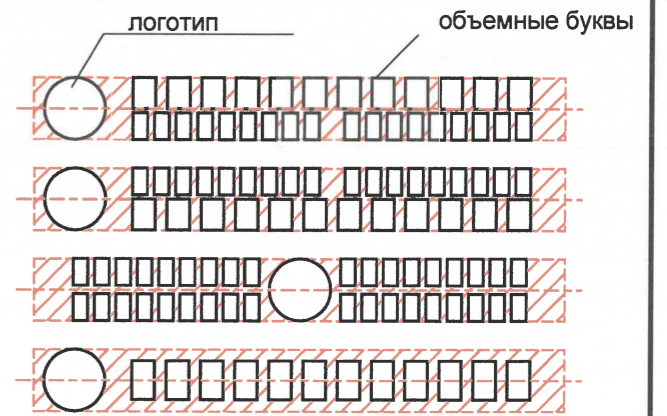 логотип
объемные буквы